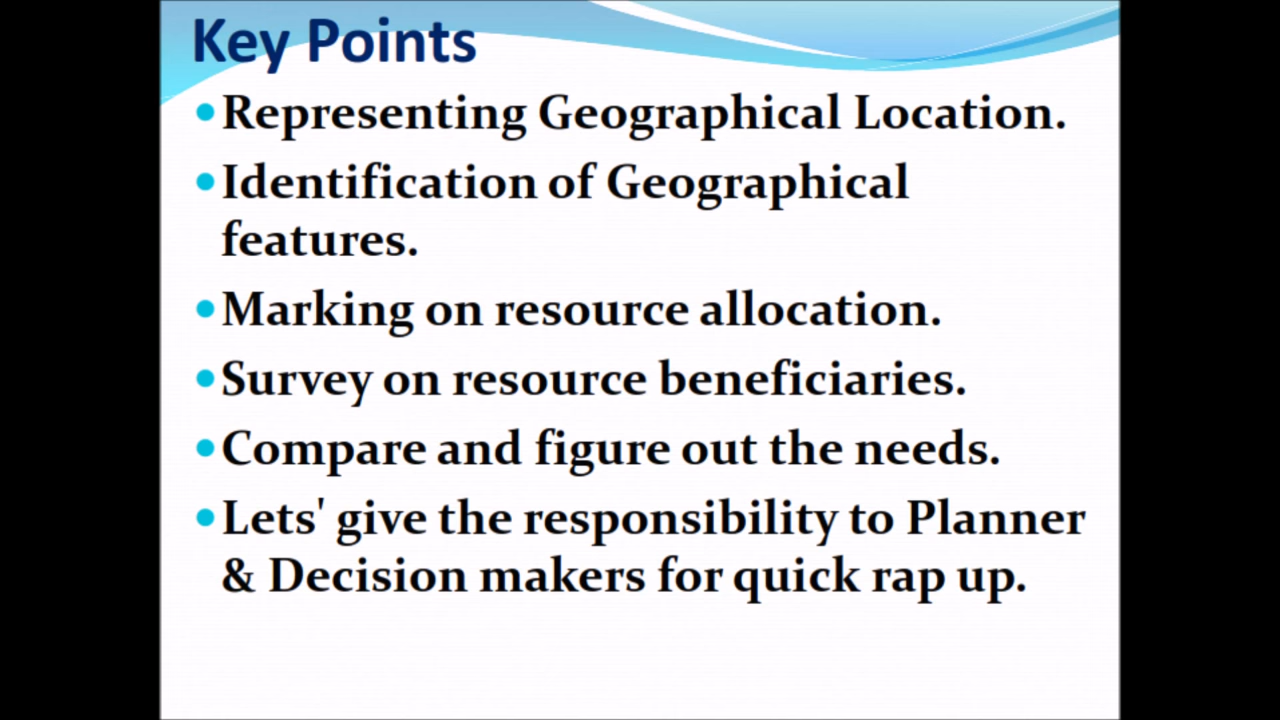 Key Points
Representing Geographical Location.
Identification of Geographical
features.
Marking on resource allocation.
Survey on resource beneficiaries.
Compare and figure out the needs.
Lets' give the responsibility to Planner
& Decision makers for quick rap up.